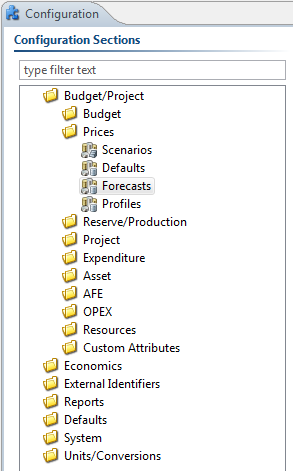 Configuration
Configuration Sections
type filter text
Budget/Project
Budget
Prices
Scenarios
Defaults
Forecasts
Profiles
Reserve/Production
Project
Expenditure
Asset
AFE
OPEX
Resources
Custom Attributes
Economics
External Identifiers
Reports
Defaults
System
Units/Conversions